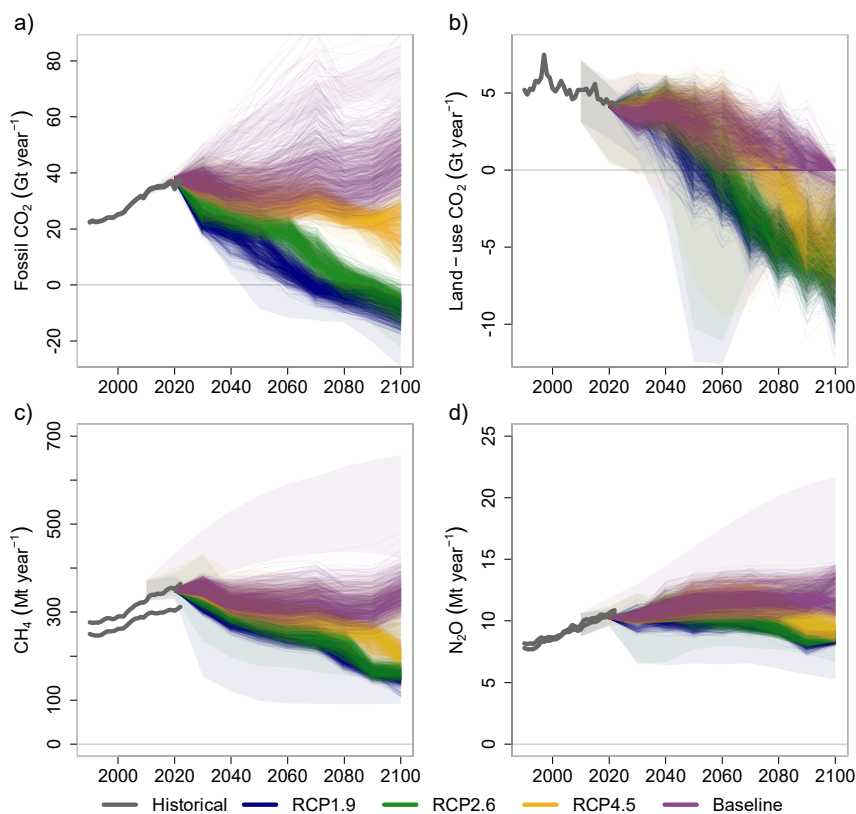 a)
Fossil CO₂ (Gt year⁻¹)
80
60
40
20
0
-20
2000 2020 2040 2060 2080 2100
b)
Land − use CO₂ (Gt year⁻¹)
5
0
-5
-10
2000 2020 2040 2060 2080 2100
c)
CH₄ (Mt year⁻¹)
700
500
300
100
0
2000 2020 2040 2060 2080 2100
d)
N₂O (Mt year⁻¹)
25
20
15
10
5
0
2000 2020 2040 2060 2080 2100
Historical RCP1.9 RCP2.6 RCP4.5 Baseline